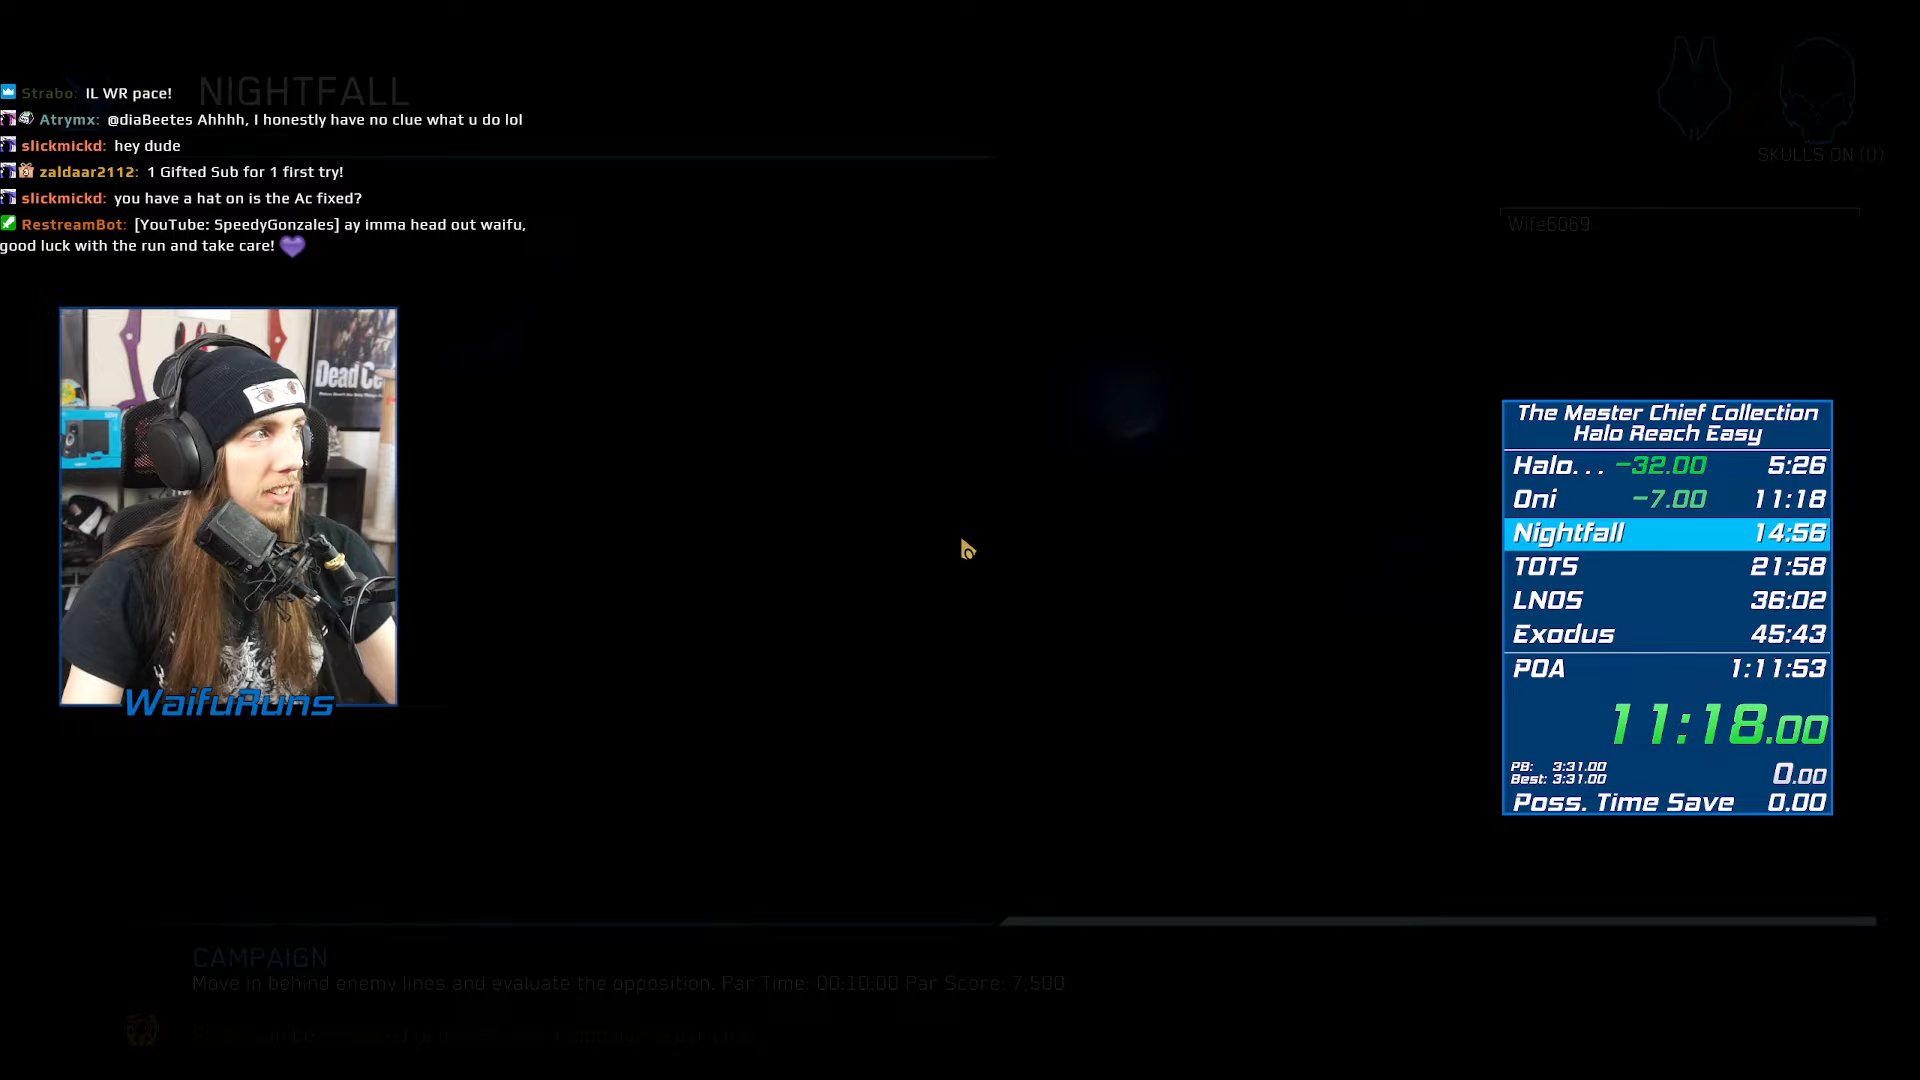 NIGHTFALL
Strabo: IL WR pace!
Atrymx: @diaBeetes Ahhhh, I honestly have no clue what u do lol
slickmickd: hey dude
zaldaar2112: 1 Gifted Sub for 1 first try!
slickmickd: you have a hat on is the Ac fixed?
RestreamBot: [YouTube: SpeedyGonzales] ay imma head out waifu,
good luck with the run and take care!
SKULLS ON (0)
Wife6069
Dead Ce
WaifuRuns
The Master Chief Collection
Halo Reach Easy
Halo... -32.00 5:26
Oni -7.00 11:18
Nightfall 14:56
TOTS 21:58
LNOS 36:02
Exodus 45:43
POA 1:11:53
11:18.00
PB: 3:31.00
Best: 3:31.00
0.00
Poss. Time Save 0.00
CAMPAIGN
Move in behind enemy lines and evaluate the opposition. Par Time: 00:10:00 Par Score: 7,500